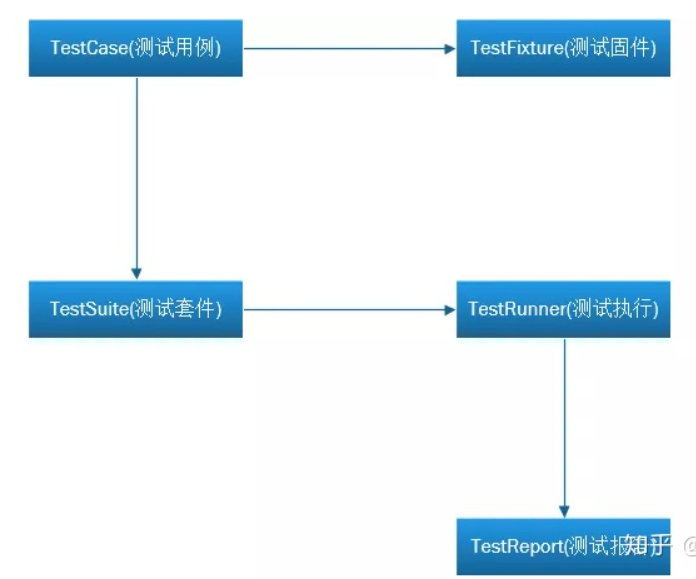 TestCase(测试用例)
TestFixture(测试固件)
TestSuite(测试套件)
TestRunner(测试执行)
TestReport(测试报
知乎 @